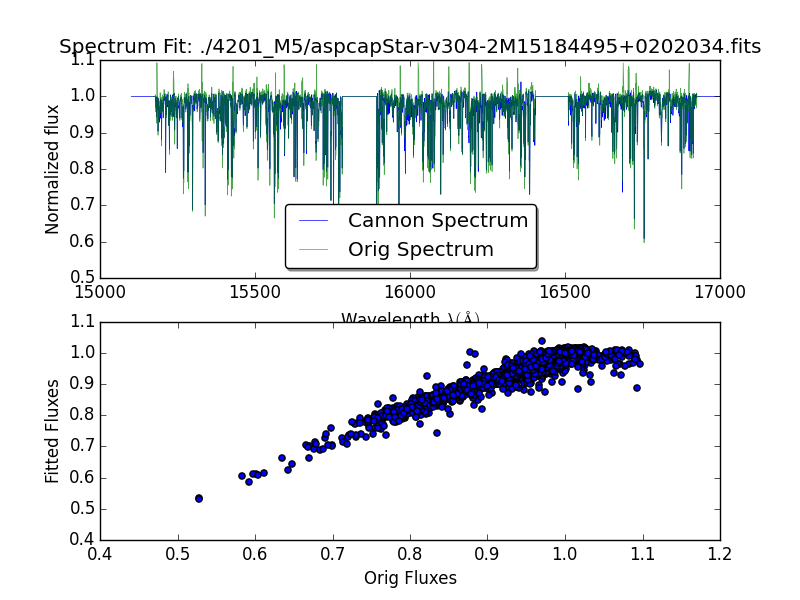 Spectrum Fit: ./4201_M5/aspcapStar-v304-2M15184495+0202034.fits
1.1
1.0
0.9
0.8
0.7
0.6
0.5
Normalized flux
Cannon Spectrum
Orig Spectrum
15000 15500 16000 16500 17000
Wavelength λ(Å)
1.1
1.0
0.9
0.8
0.7
0.6
0.5
0.4
Fitted Fluxes
0.4 0.5 0.6 0.7 0.8 0.9 1.0 1.1 1.2
Orig Fluxes